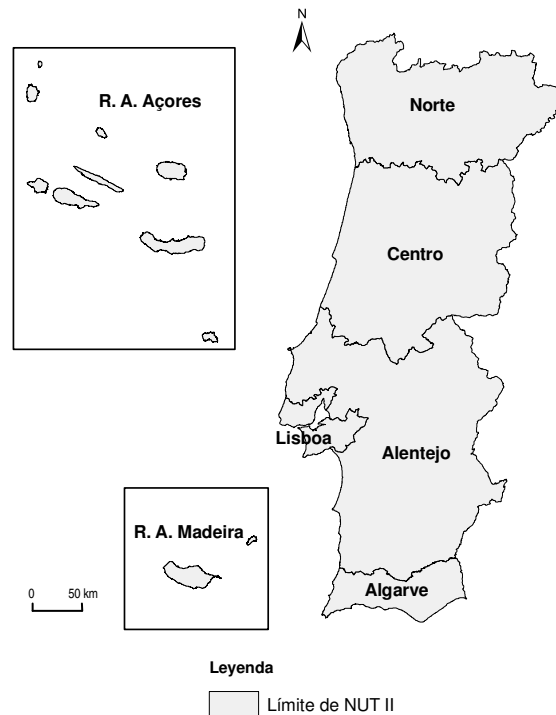 N
R. A. Açores
Norte
Centro
Lisboa
Alentejo
R. A. Madeira
Algarve
0 50 km
Leyenda
Límite de NUT II